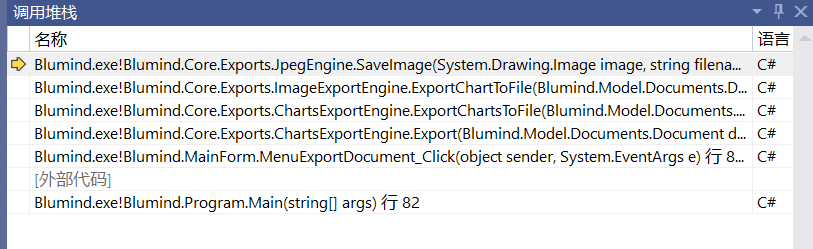 调用堆栈
名称 语言
Blumind.exe!Blumind.Core.Exports.JpegEngine.SaveImage(System.Drawing.Image image, string filena... C#
Blumind.exe!Blumind.Core.Exports.ImageExportEngine.ExportChartToFile(Blumind.Model.Documents.D... C#
Blumind.exe!Blumind.Core.Exports.ChartsExportEngine.ExportChartsToFile(Blumind.Model.Documents.... C#
Blumind.exe!Blumind.Core.Exports.ChartsExportEngine.Export(Blumind.Model.Documents.Document d... C#
Blumind.exe!Blumind.MainForm.MenuExportDocument_Click(object sender, System.EventArgs e) 行 8... C#
[外部代码]
Blumind.exe!Blumind.Program.Main(string[] args) 行 82 C#